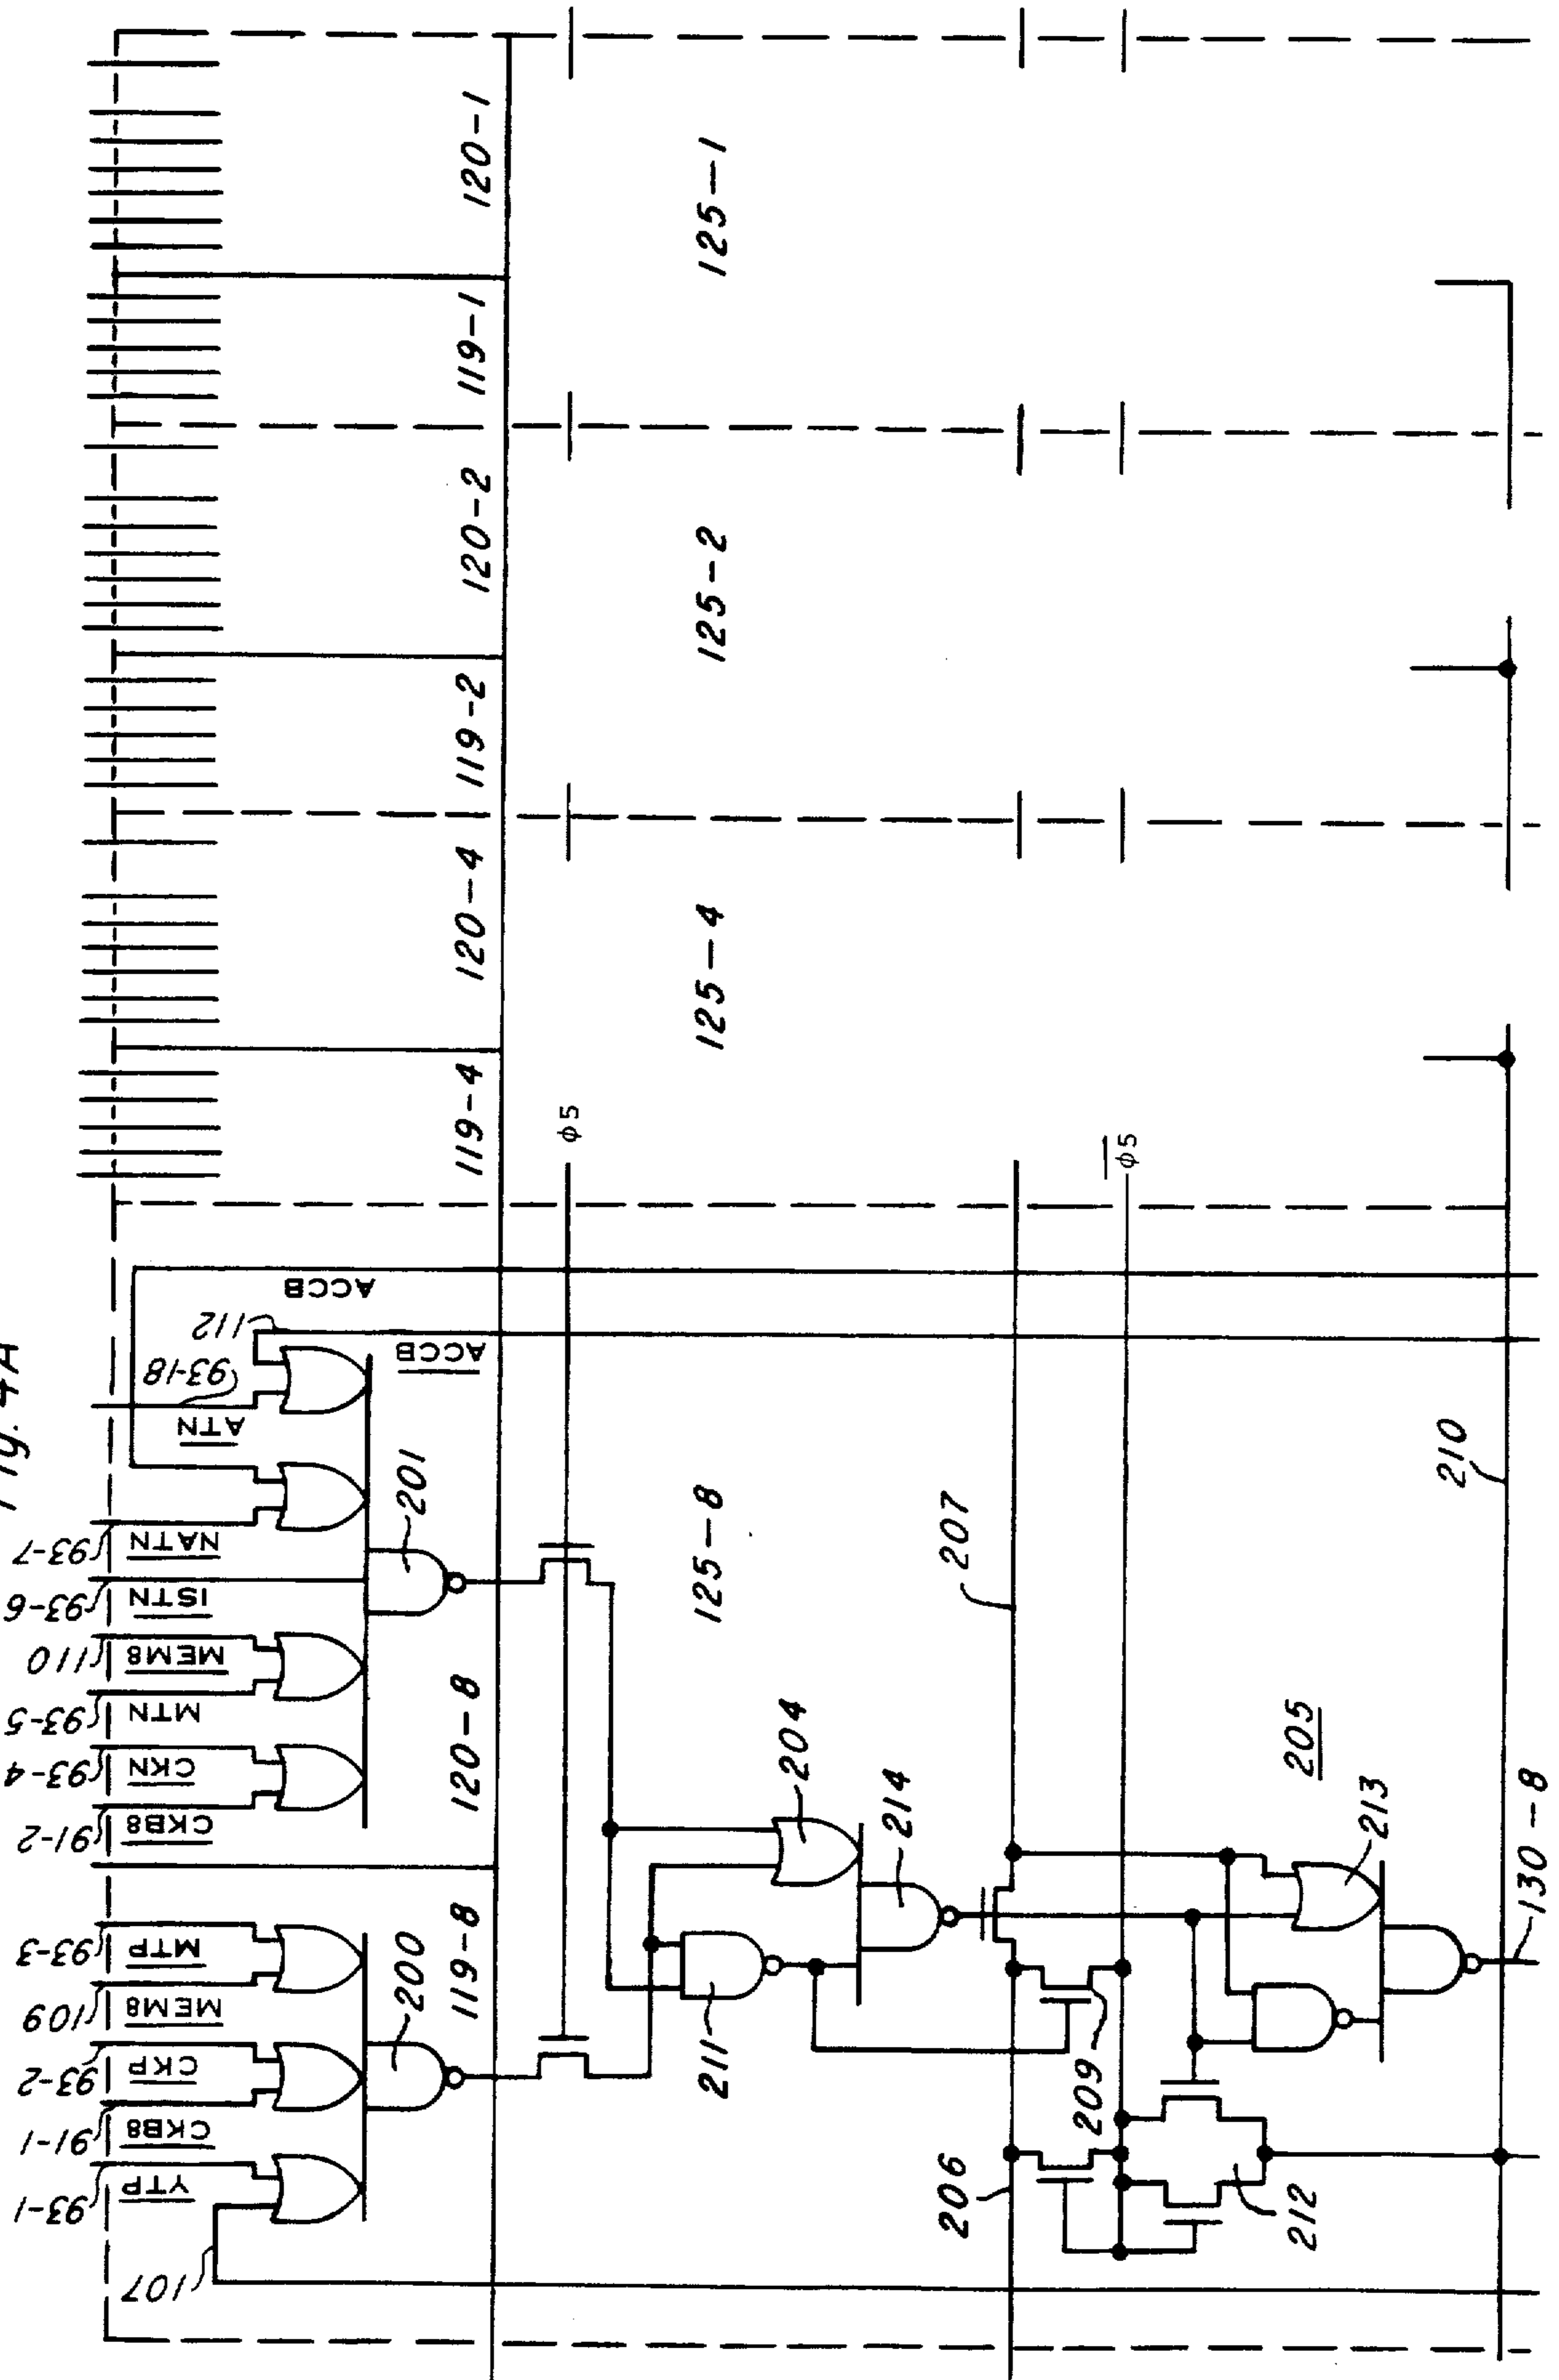 Fig. 4A
107
93-1
YTP
91-1
CKB8
93-2
CKP
109
MEM8
93-3
MTP
91-2
CKB8
93-4
CKN
93-5
MTN
110
MEM8
93-6
ISTN
93-7
NATN
ATN
93-18
112
ACCB
ACCB
200
201
119-8
120-8
119-4
120-4
119-2
120-2
119-1
120-1
φ5
211
204
125-8
125-4
125-2
125-1
214
206
207
209
φ5
212
205
213
210
130-8